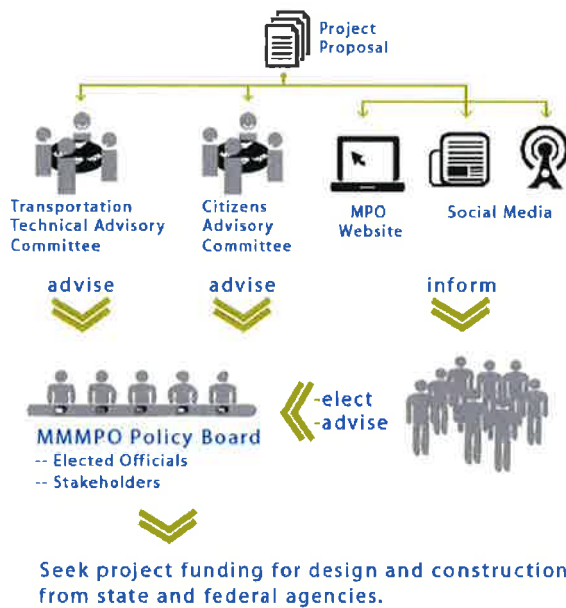 Project
Proposal
Transportation
Technical Advisory
Committee
Citizens
Advisory
Committee
MPO
Website
Social Media
advise
advise
inform
-elect
-advise
MMMPO Policy Board
-- Elected Officials
-- Stakeholders
Seek project funding for design and construction
from state and federal agencies.